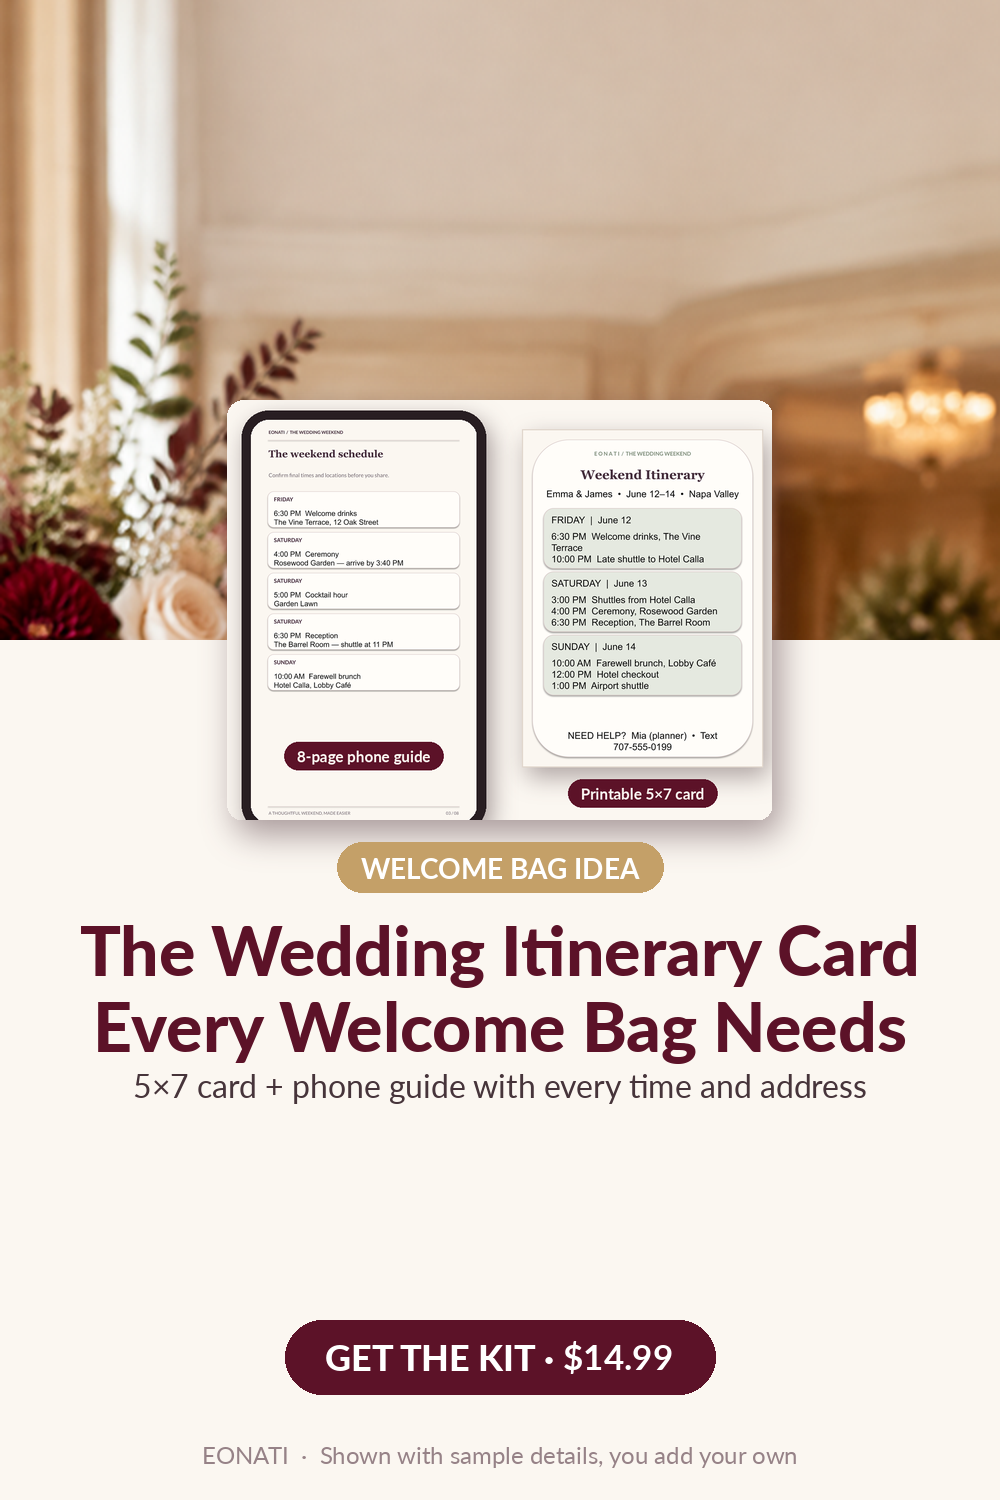 EONATI / THE WEDDING WEEKEND
The weekend schedule
Confirm final times and locations before you share.
FRIDAY
6:30 PM Welcome drinks
The Vine Terrace, 12 Oak Street
SATURDAY
4:00 PM Ceremony
Rosewood Garden — arrive by 3:40 PM
SATURDAY
5:00 PM Cocktail hour
Garden Lawn
SATURDAY
6:30 PM Reception
The Barrel Room — shuttle at 11 PM
SUNDAY
10:00 AM Farewell brunch
Hotel Calla, Lobby Café
8-page phone guide
A THOUGHTFUL WEEKEND, MADE EASIER
03 / 08
EONATI / THE WEDDING WEEKEND
Weekend Itinerary
Emma & James • June 12–14 • Napa Valley
FRIDAY | June 12
6:30 PM Welcome drinks, The Vine
Terrace
10:00 PM Late shuttle to Hotel Calla
SATURDAY | June 13
3:00 PM Shuttles from Hotel Calla
4:00 PM Ceremony, Rosewood Garden
6:30 PM Reception, The Barrel Room
SUNDAY | June 14
10:00 AM Farewell brunch, Lobby Café
12:00 PM Hotel checkout
1:00 PM Airport shuttle
NEED HELP? Mia (planner) • Text
707-555-0199
Printable 5×7 card
WELCOME BAG IDEA
The Wedding Itinerary Card
Every Welcome Bag Needs
5×7 card + phone guide with every time and address
GET THE KIT · $14.99
EONATI · Shown with sample details, you add your own